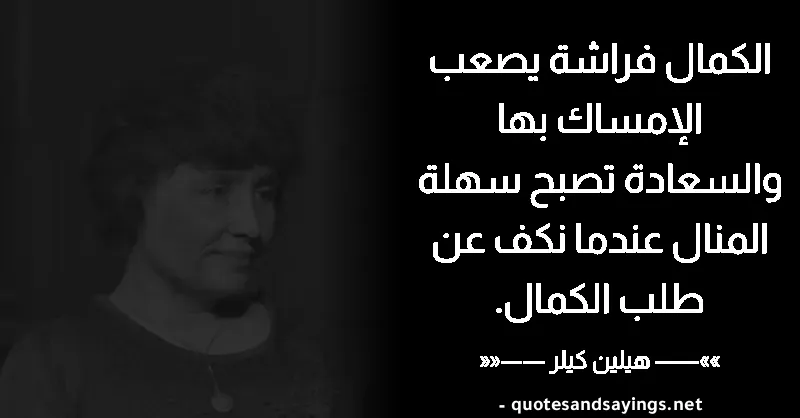 الكمال فراشة يصعب
الإمساك بها
والسعادة تصبح سهلة
المنال عندما نكف عن
طلب الكمال.
»»—— هيلين كيلر ——««
- quotesandsayings.net